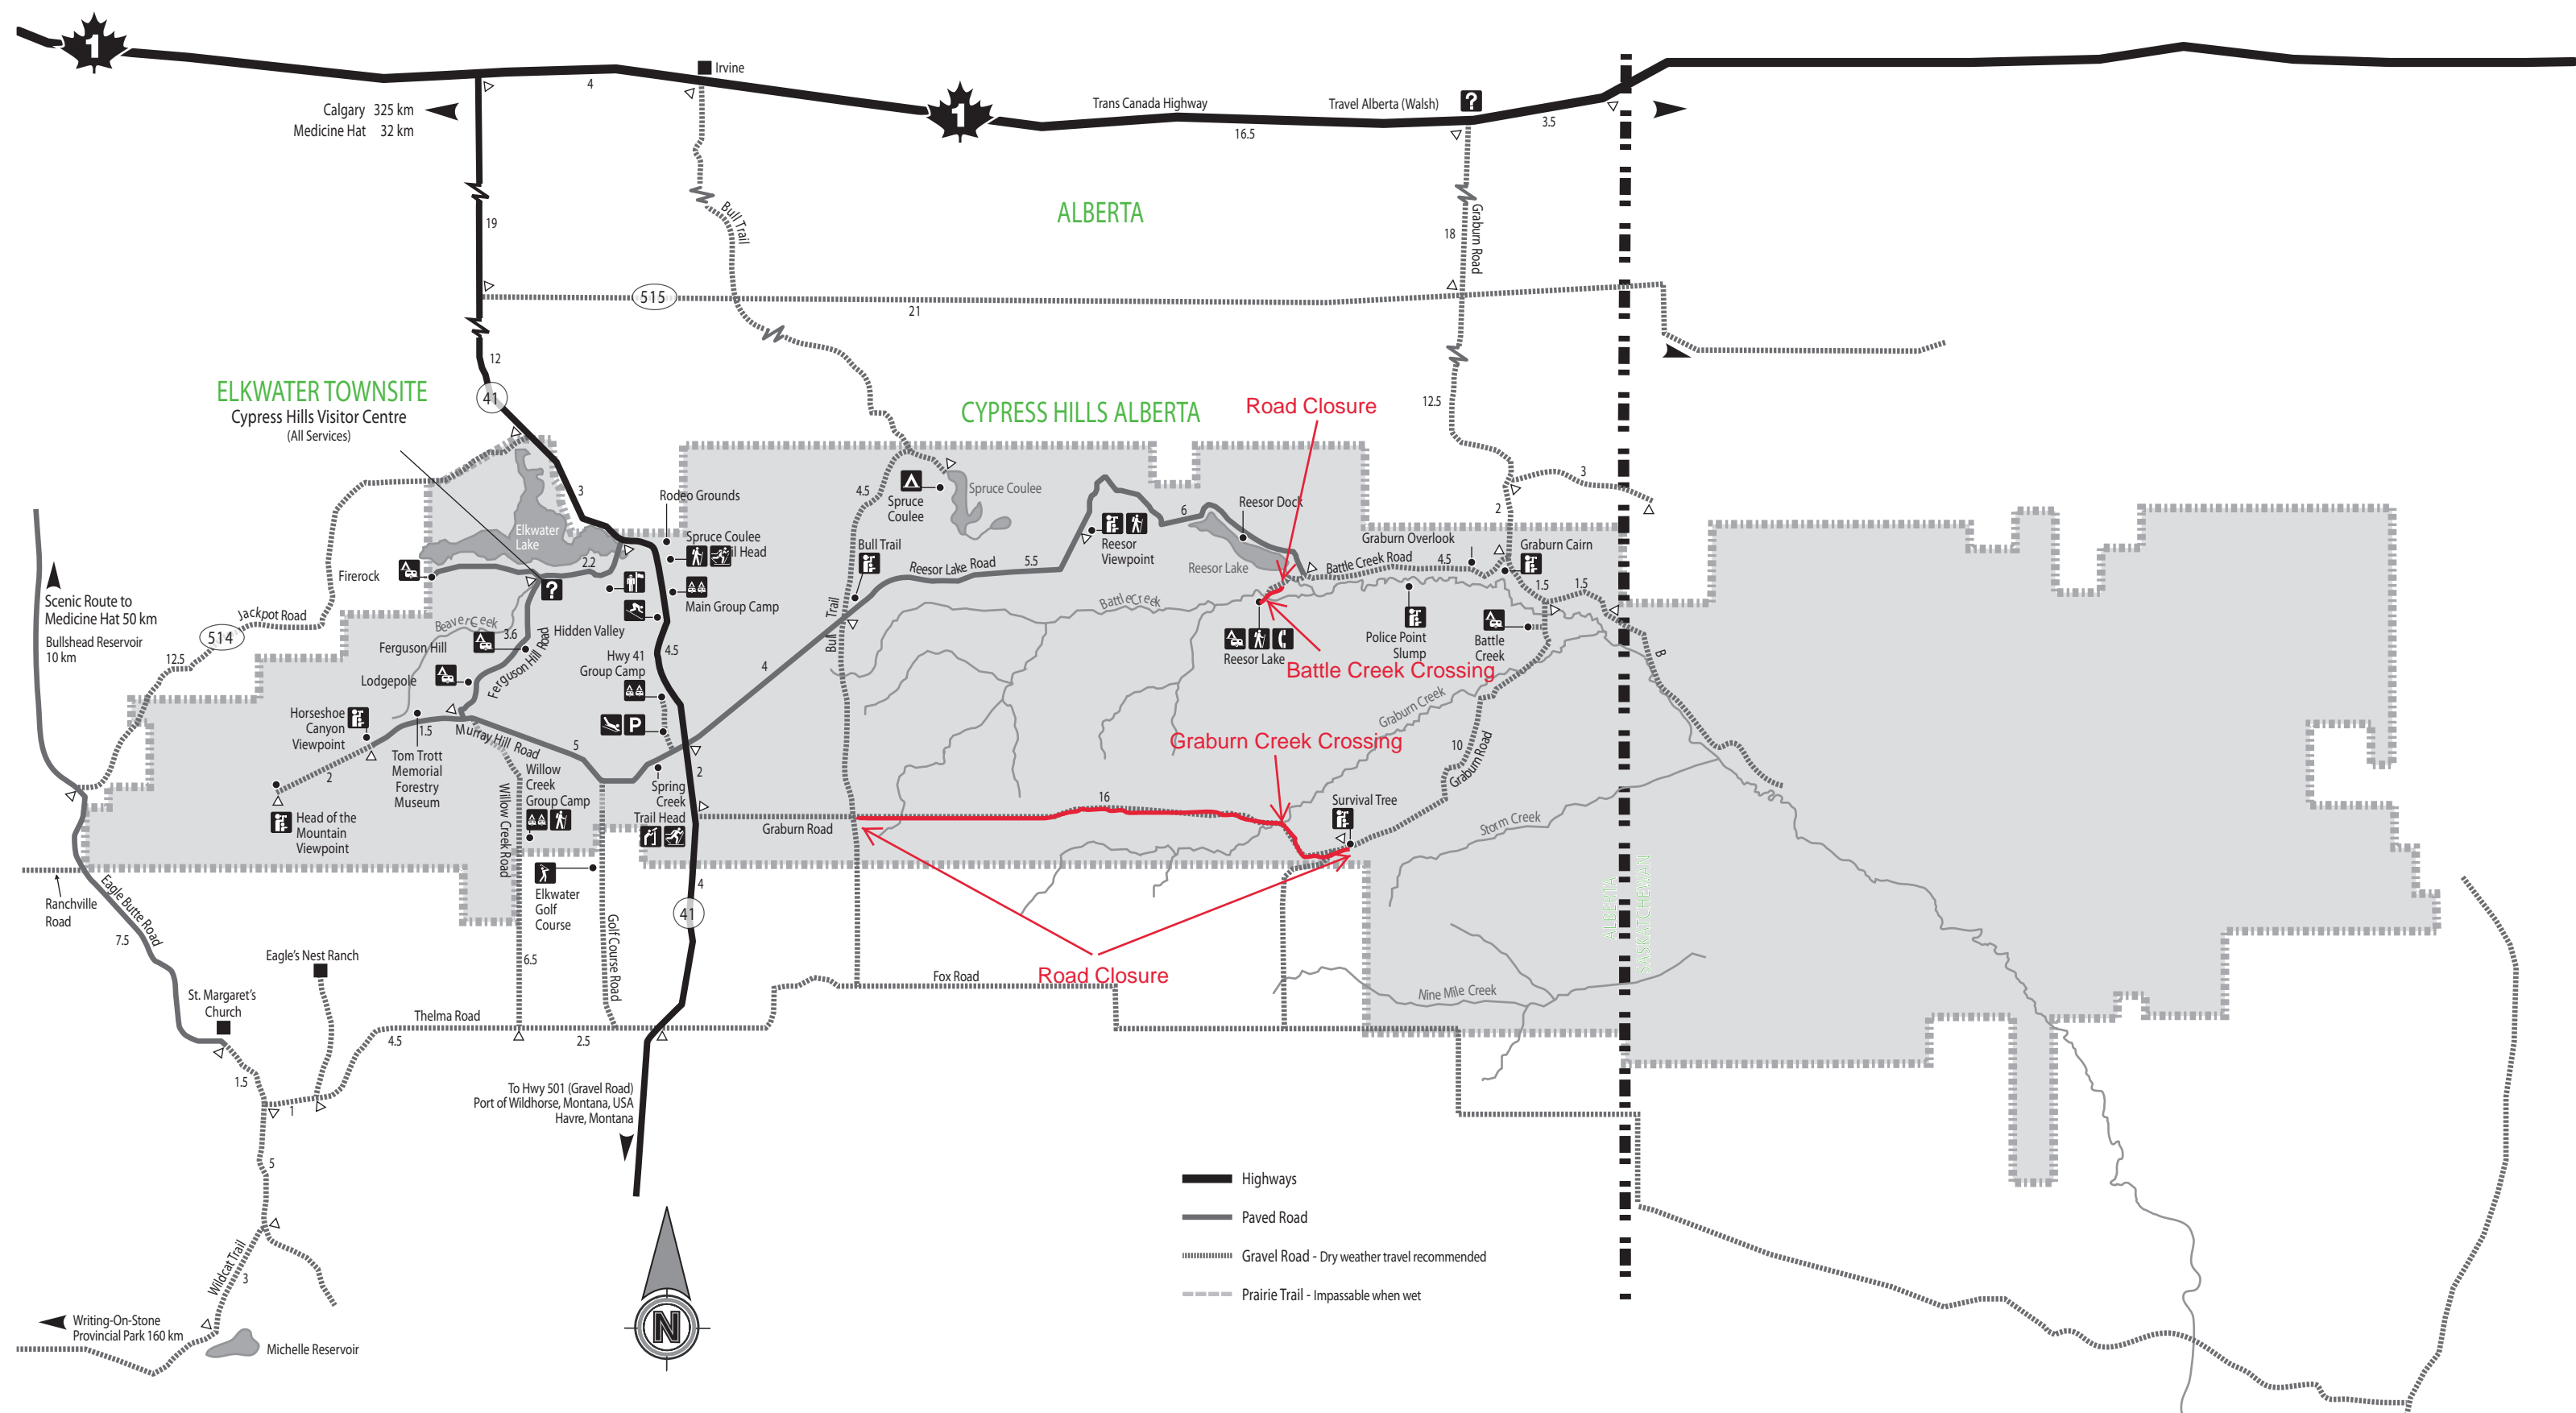 1
Irvine
Calgary 325 km
Medicine Hat 32 km
4
1
Trans Canada Highway
16.5
Travel Alberta (Walsh)
?
3.5
19
Bull Trail
ALBERTA
18
Graburn Road
515
21
12
41
ELKWATER TOWNSITE
Cypress Hills Visitor Centre
(All Services)
CYPRESS HILLS ALBERTA
Road Closure
12.5
3
3
2
Rodeo Grounds
4.5
Spruce
Coulee
Spruce Coulee
6
Reesor Dock
Elkwater
Lake
Spruce Coulee
il Head
Bull Trail
Reesor
Viewpoint
Reesor Lake
Graburn Overlook
Graburn Cairn
Battle Creek Road
4.5
Firerock
2.2
?
Reesor Lake Road
5.5
1.5
1.5
Main Group Camp
Battle Creek
Scenic Route to
Medicine Hat 50 km
Bullshead Reservoir
10 km
Jackpot Road
514
12.5
Beaver Creek
3.6
Hidden Valley
Ferguson Hill
Ferguson Hill Road
Lodgepole
Hwy 41
Group Camp
4.5
P
Bull Trail
4
Reesor Lake
Police Point
Slump
Battle
Creek
8
Battle Creek Crossing
Horseshoe
Canyon
Viewpoint
1.5
Murray Hill Road
5
Tom Trott
Memorial
Forestry
Museum
2
Graburn Creek
Graburn Creek Crossing
10
Graburn Road
Willow
Creek
Group Camp
Willow Creek Road
Spring
Creek
Trail Head
2
Head of the
Mountain
Viewpoint
Graburn Road
16
Survival Tree
Storm Creek
Elkwater
Golf
Course
Golf Course Road
4
41
ALBERTA
SASKATCHEWAN
Ranchville
Road
Eagle Butte Road
7.5
Eagle's Nest Ranch
6.5
Fox Road
Road Closure
Nine Mile Creek
St. Margaret's
Church
Thelma Road
4.5
2.5
1.5
1
To Hwy 501 (Gravel Road)
Port of Wildhorse, Montana, USA
Havre, Montana
5
Highways
Paved Road
Gravel Road - Dry weather travel recommended
Prairie Trail - Impassable when wet
Wildcat Trail
3
N
Writing-On-Stone
Provincial Park 160 km
Michelle Reservoir